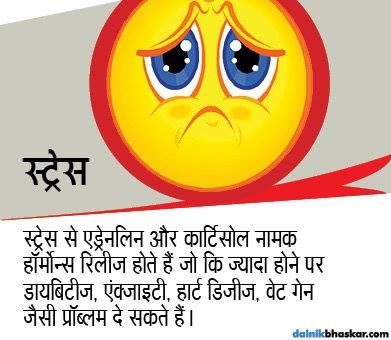 स्ट्रेस
स्ट्रेस से एड्रेनलिन और कार्टिसोल नामक
हॉर्मोन्स रिलीज होते हैं जो कि ज्यादा होने पर
डायबिटीज, एंक्जाइटी, हार्ट डिजीज, वेट गेन
जैसी प्रॉब्लम दे सकते हैं।
dainikbhaskar.com